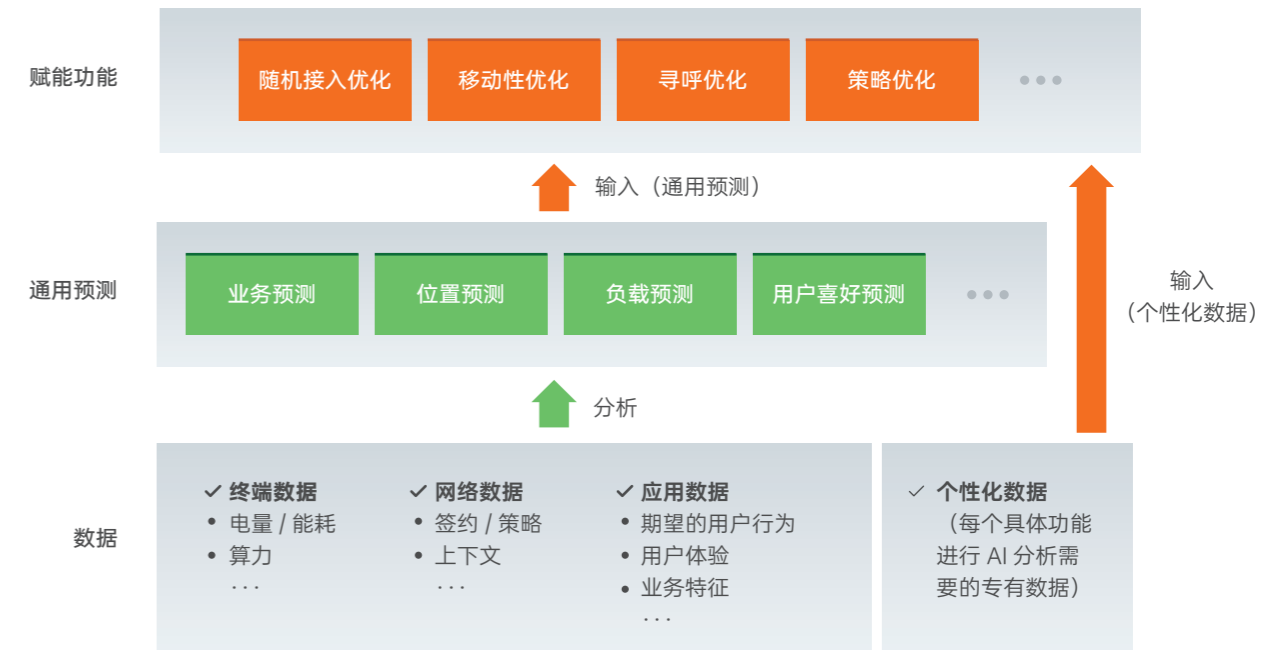 赋能功能
随机接入优化
移动性优化
寻呼优化
策略优化
•••
输入（通用预测）
通用预测
业务预测
位置预测
负载预测
用户喜好预测
•••
输入
（个性化数据）
分析
数据
✓ 终端数据
• 电量 / 能耗
• 算力
···
✓ 网络数据
• 签约 / 策略
• 上下文
···
✓ 应用数据
• 期望的用户行为
• 用户体验
• 业务特征
···
✓ 个性化数据
（每个具体功能
进行 AI 分析需
要的专有数据）